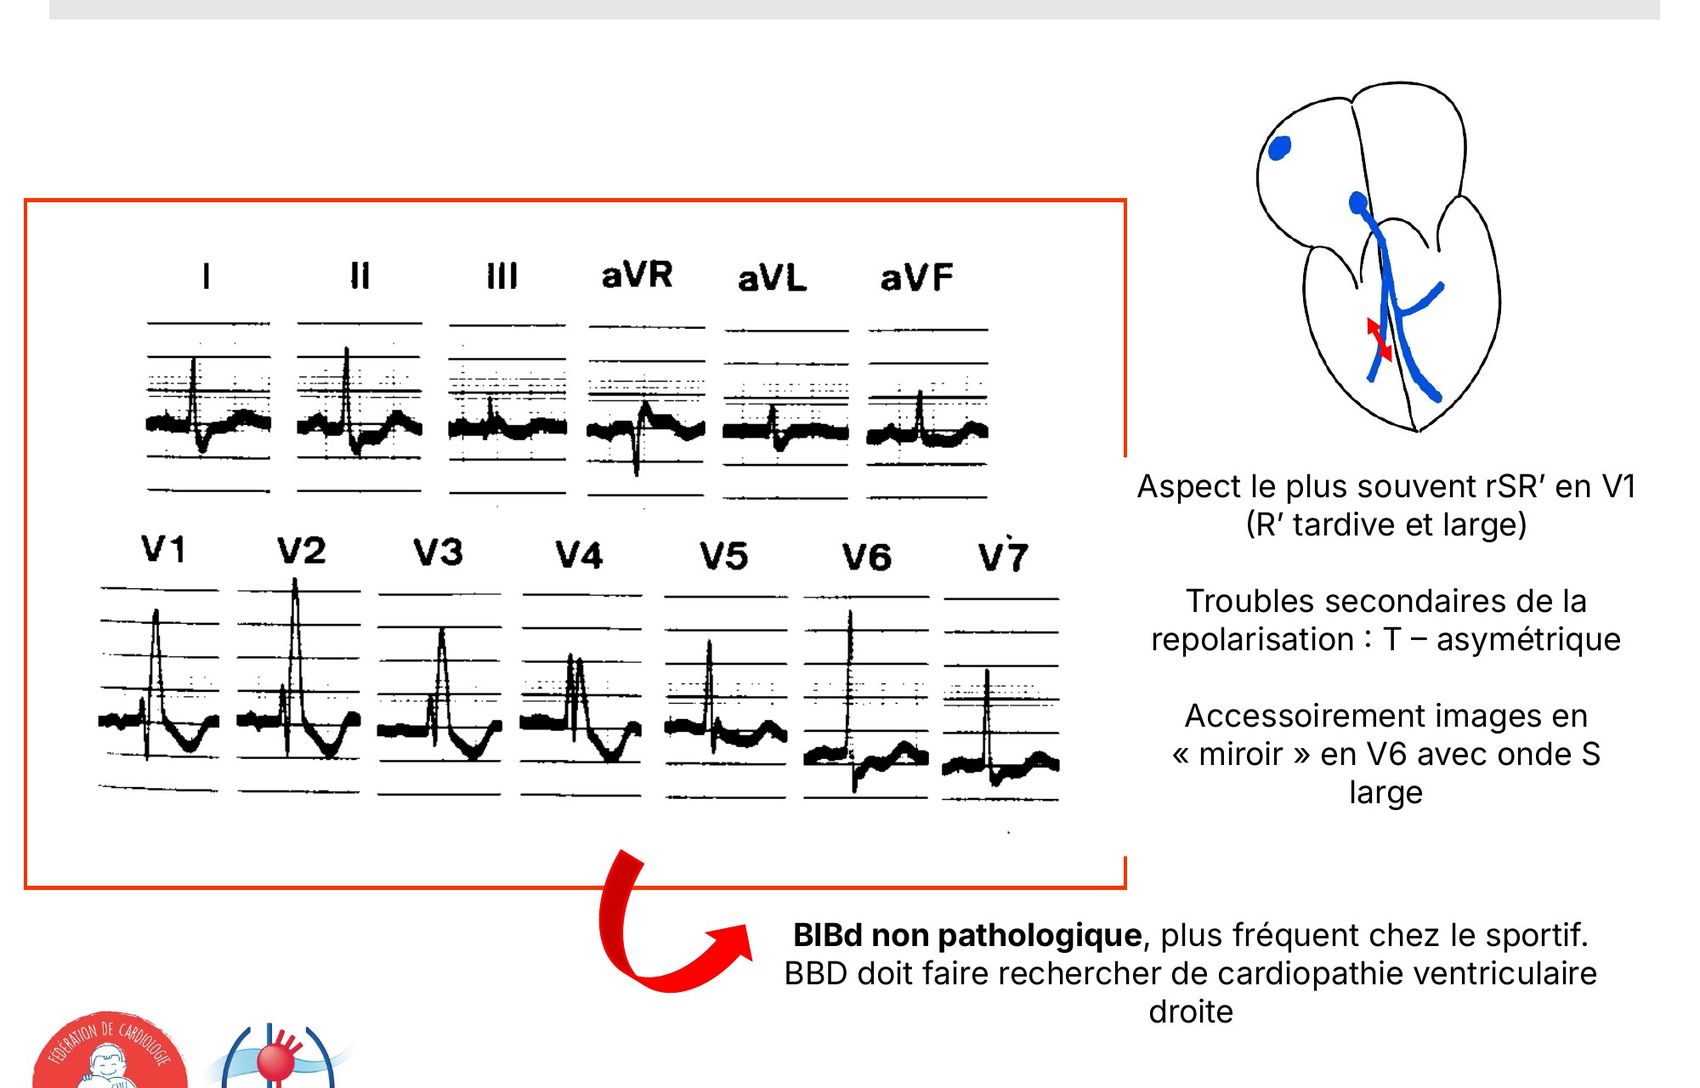 I II III aVR aVL aVF
V1 V2 V3 V4 V5 V6 V7
Aspect le plus souvent rSR’ en V1
(R’ tardive et large)
Troubles secondaires de la
repolarisation : T – asymétrique
Accessoirement images en
« miroir » en V6 avec onde S
large
BIBd non pathologique, plus fréquent chez le sportif.
BBD doit faire rechercher de cardiopathie ventriculaire
droite
FÉDÉRATION DE CARDIOLOGIE